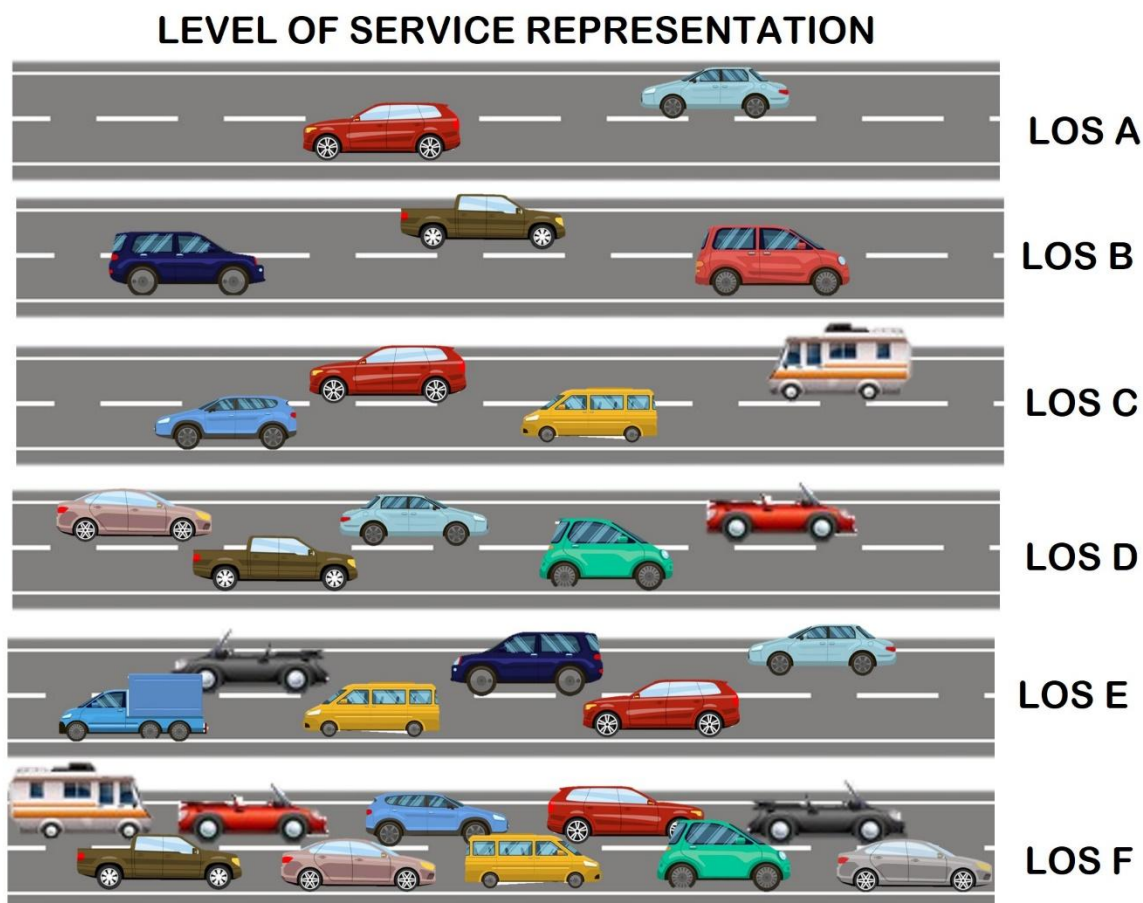 LEVEL OF SERVICE REPRESENTATION
LOS A
LOS B
LOS C
LOS D
LOS E
LOS F